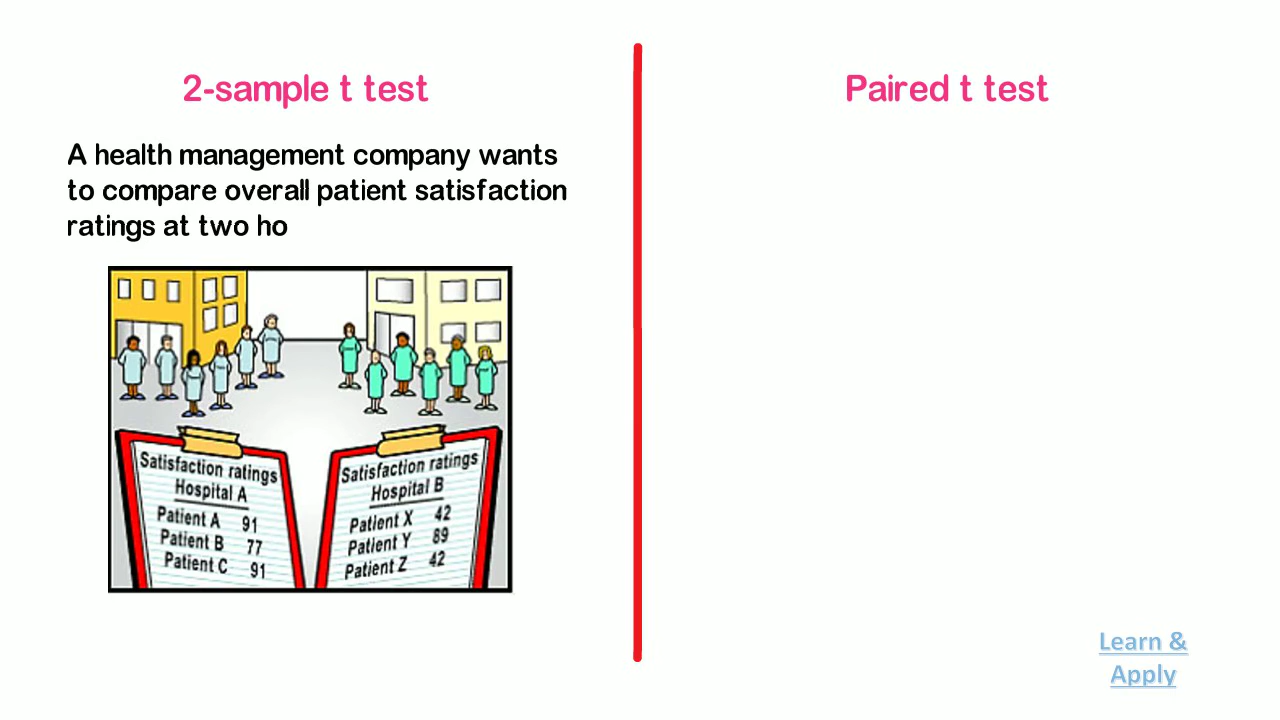 2-sample t test
A health management company wants
to compare overall patient satisfaction
ratings at two ho
Satisfaction ratings
Hospital A
Patient A 91
Patient B 77
Patient C 91
Satisfaction ratings
Hospital B
Patient X 42
Patient Y 89
Patient Z 42
Paired t test
Learn &
Apply